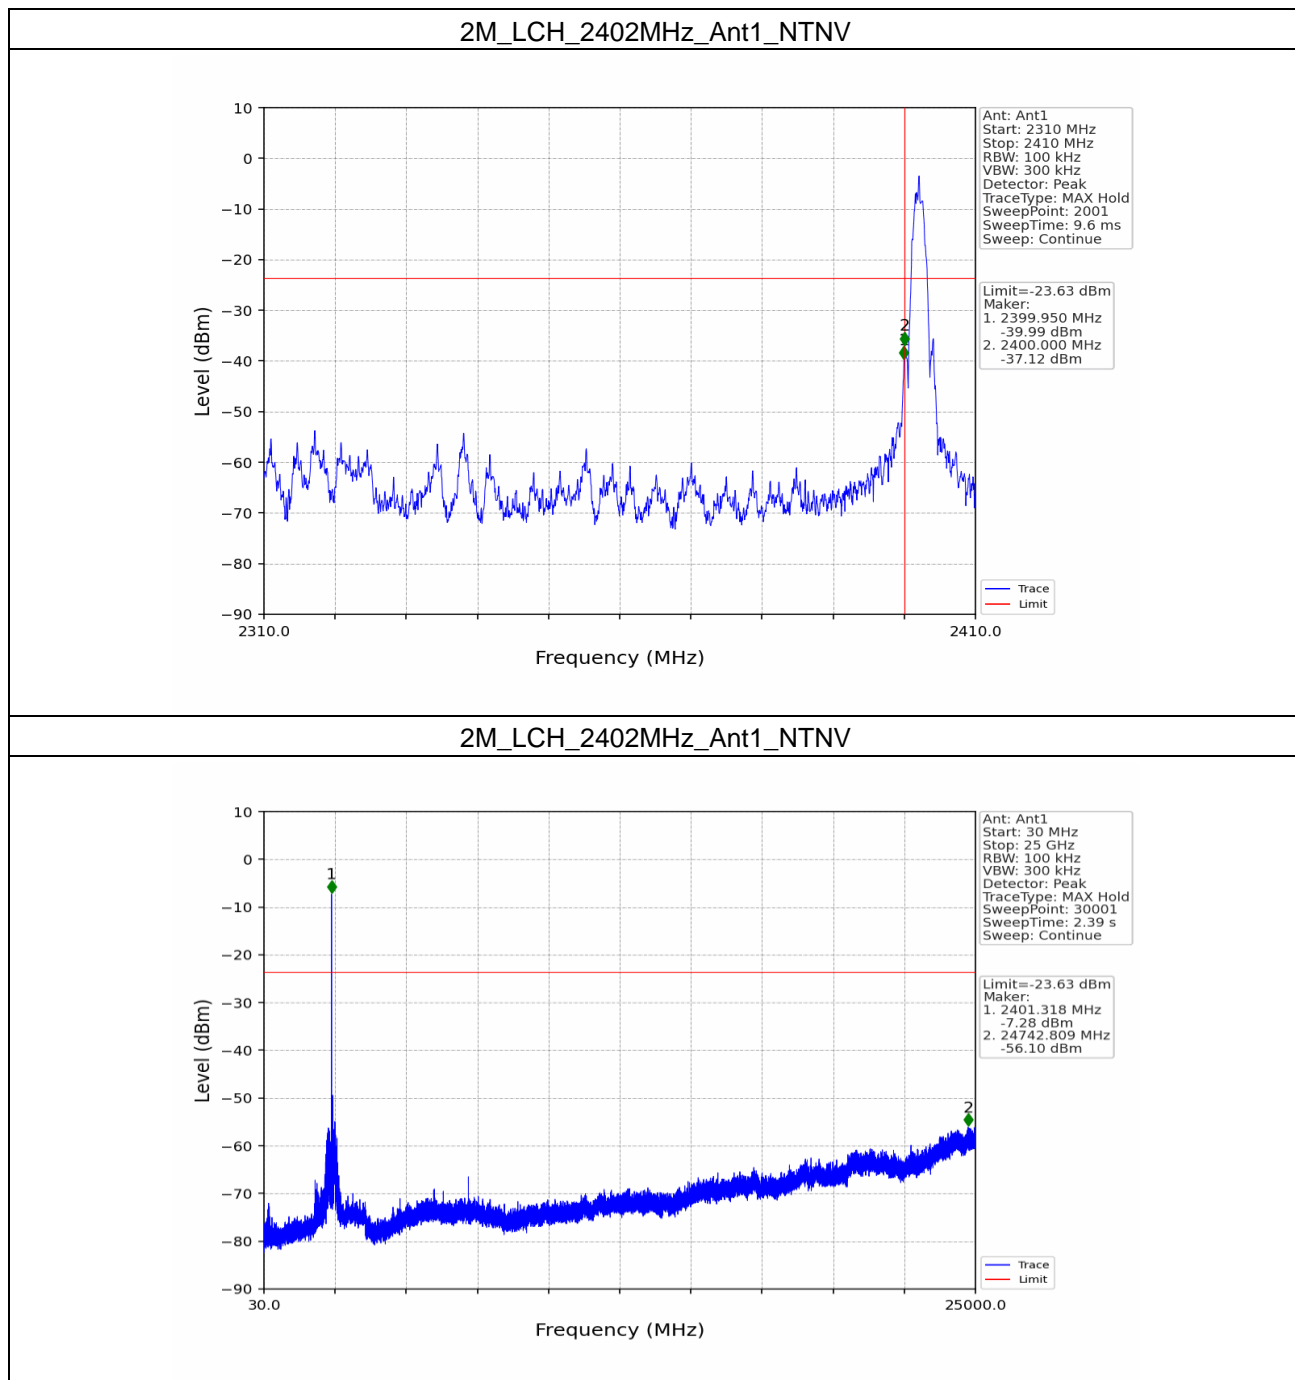 2M_LCH_2402MHz_Ant1_NTNV
10
0
−10
−20
−30
−40
−50
−60
−70
−80
−90
Level (dBm)
2310.0
2410.0
Frequency (MHz)
2
1
Ant: Ant1
Start: 2310 MHz
Stop: 2410 MHz
RBW: 100 kHz
VBW: 300 kHz
Detector: Peak
TraceType: MAX Hold
SweepPoint: 2001
SweepTime: 9.6 ms
Sweep: Continue
Limit=-23.63 dBm
Maker:
1. 2399.950 MHz
-39.99 dBm
2. 2400.000 MHz
-37.12 dBm
Trace
Limit
2M_LCH_2402MHz_Ant1_NTNV
10
0
−10
−20
−30
−40
−50
−60
−70
−80
−90
Level (dBm)
30.0
25000.0
Frequency (MHz)
1
2
Ant: Ant1
Start: 30 MHz
Stop: 25 GHz
RBW: 100 kHz
VBW: 300 kHz
Detector: Peak
TraceType: MAX Hold
SweepPoint: 30001
SweepTime: 2.39 s
Sweep: Continue
Limit=-23.63 dBm
Maker:
1. 2401.318 MHz
-7.28 dBm
2. 24742.809 MHz
-56.10 dBm
Trace
Limit